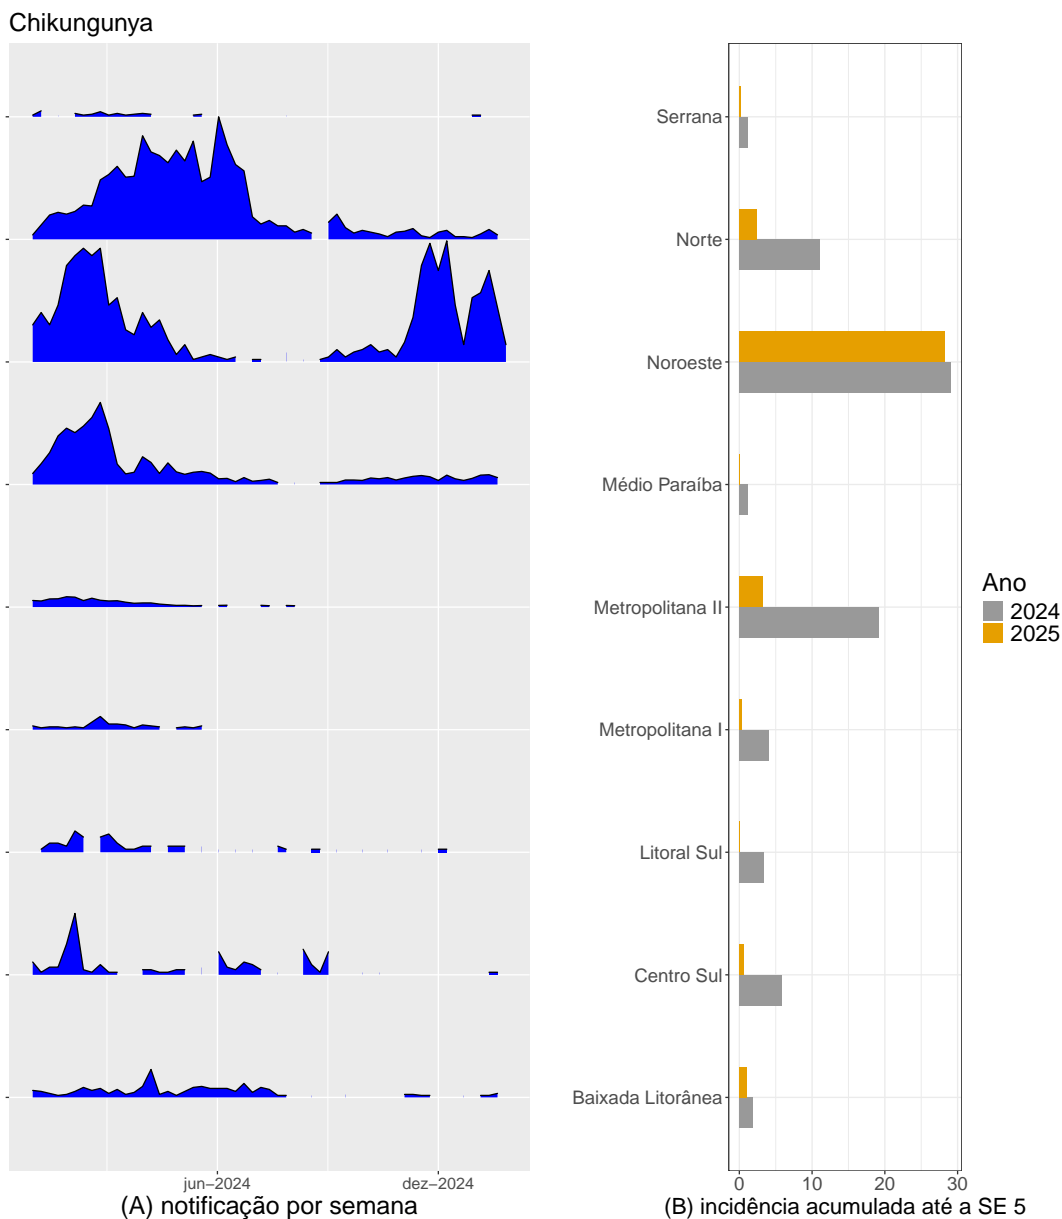 Chikungunya
Serrana
Norte
Noroeste
Médio Paraíba
Metropolitana II
Metropolitana I
Litoral Sul
Centro Sul
Baixada Litorânea
Ano
2024
2025
jun−2024
dez−2024
0
10
20
30
(A) notificação por semana
(B) incidência acumulada até a SE 5